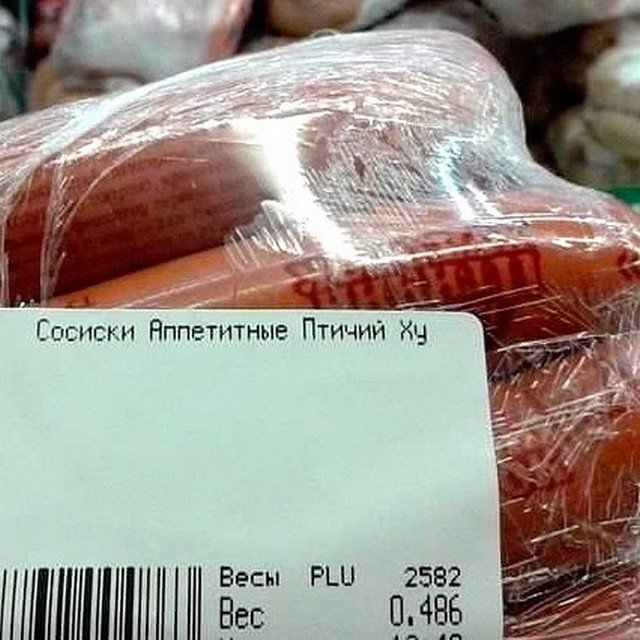 Сосиски Аппетитные Птичий Ху
Весы PLU 2582
Вес 0.486